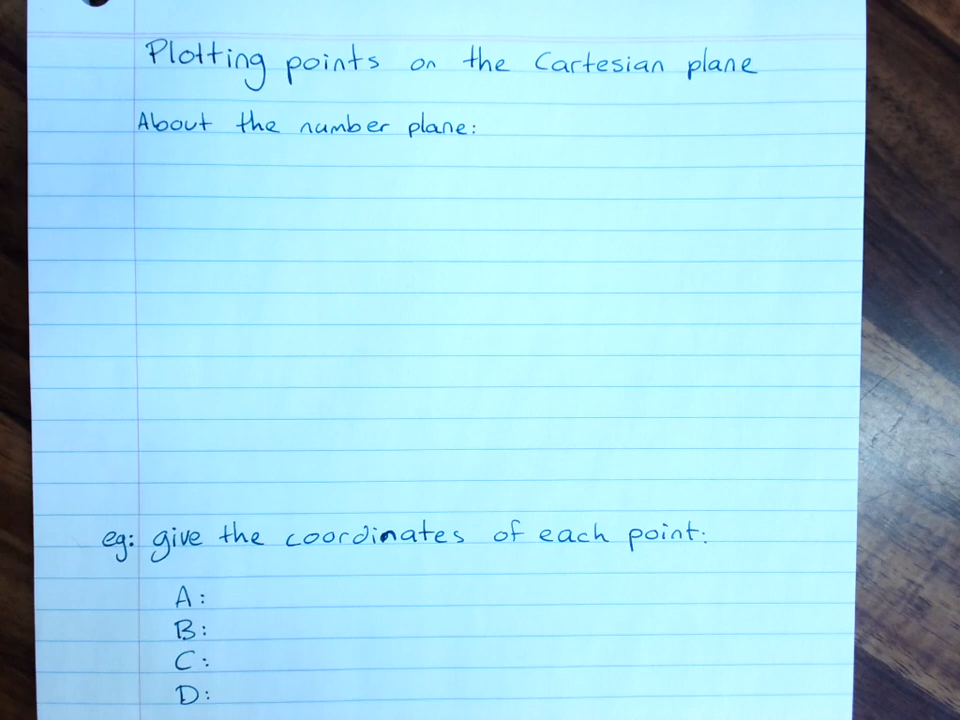 Plotting points on the Cartesian plane
About the number plane:
eg: give the coordinates of each point:
A:
B:
C:
D: